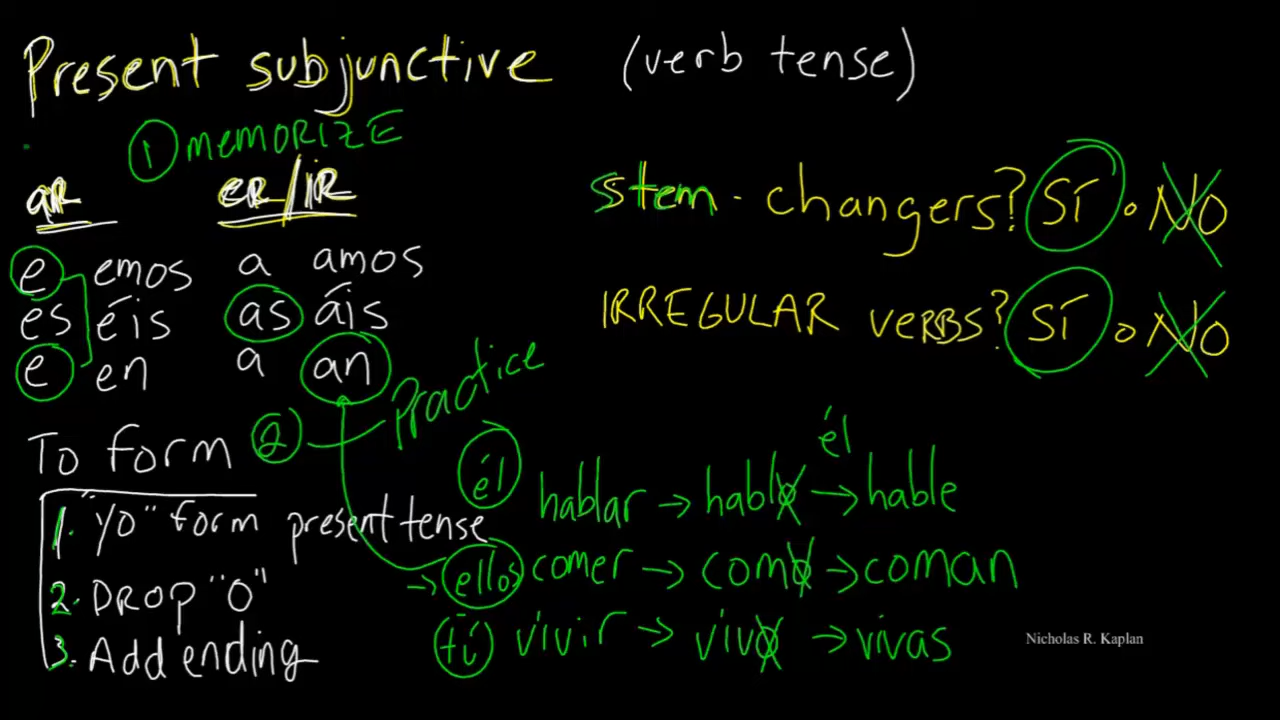 Present subjunctive (verb tense)
1 MEMORIZE
aR eR/IR
e emos a amos
es éis as áis
e en a an
stem-changers? SÍ o NO
IRREGULAR VERBS? SÍ o NO
2 Practice
To form
1. "YO" form present tense
2. DROP "O"
3. Add ending
él
él hablar → hablo → hable
→ ellos comer → como → coman
tú vivir → vivo → vivas
Nicholas R. Kaplan